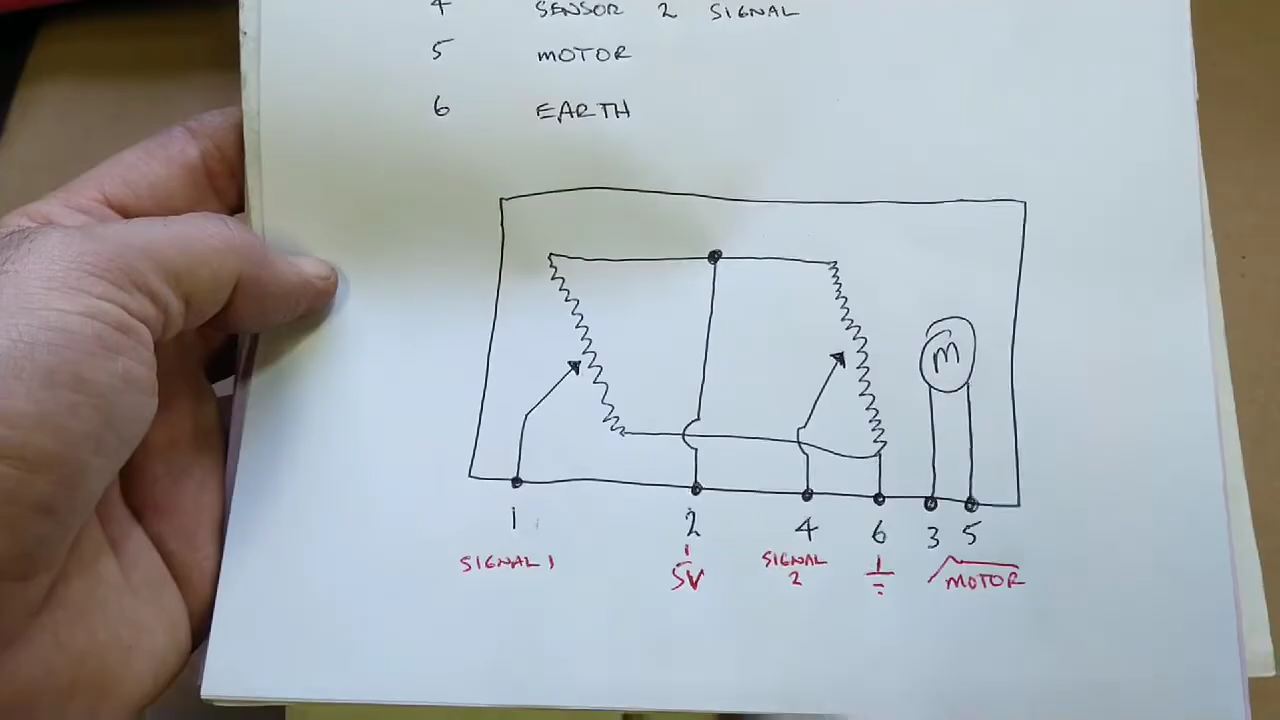 4 SENSOR 2 SIGNAL
5 MOTOR
6 EARTH
M
1 2 4 6 3 5
SIGNAL 1 5V SIGNAL 2 MOTOR